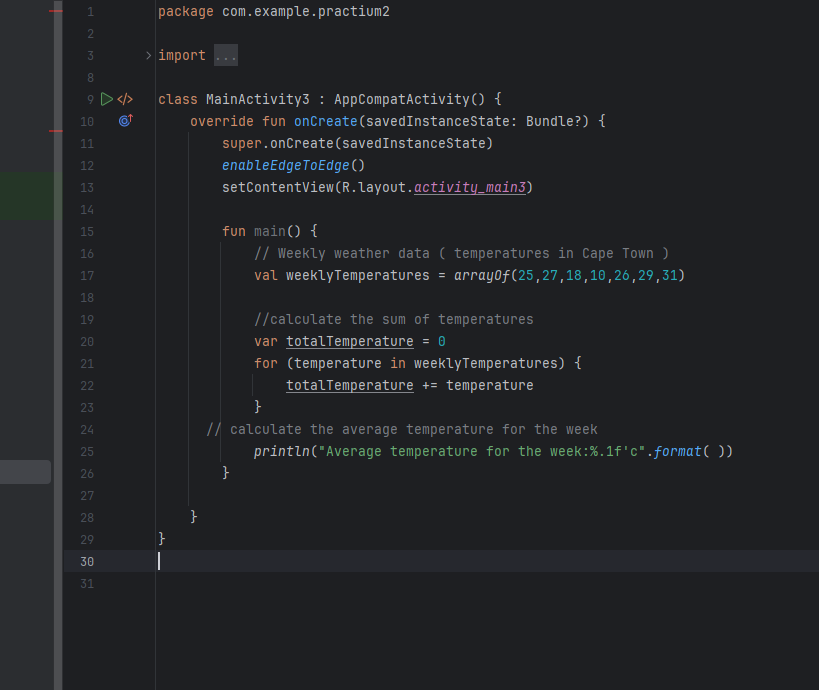 1 package com.example.practium2
2
3 import ...
8
9 class MainActivity3 : AppCompatActivity() {
10 override fun onCreate(savedInstanceState: Bundle?) {
11 super.onCreate(savedInstanceState)
12 enableEdgeToEdge()
13 setContentView(R.layout.activity_main3)
14
15 fun main() {
16 // Weekly weather data ( temperatures in Cape Town )
17 val weeklyTemperatures = arrayOf(25,27,18,10,26,29,31)
18
19 //calculate the sum of temperatures
20 var totalTemperature = 0
21 for (temperature in weeklyTemperatures) {
22 totalTemperature += temperature
23 }
24 // calculate the average temperature for the week
25 println("Average temperature for the week:%.1f'c".format( ))
26 }
27
28 }
29 }
30
31